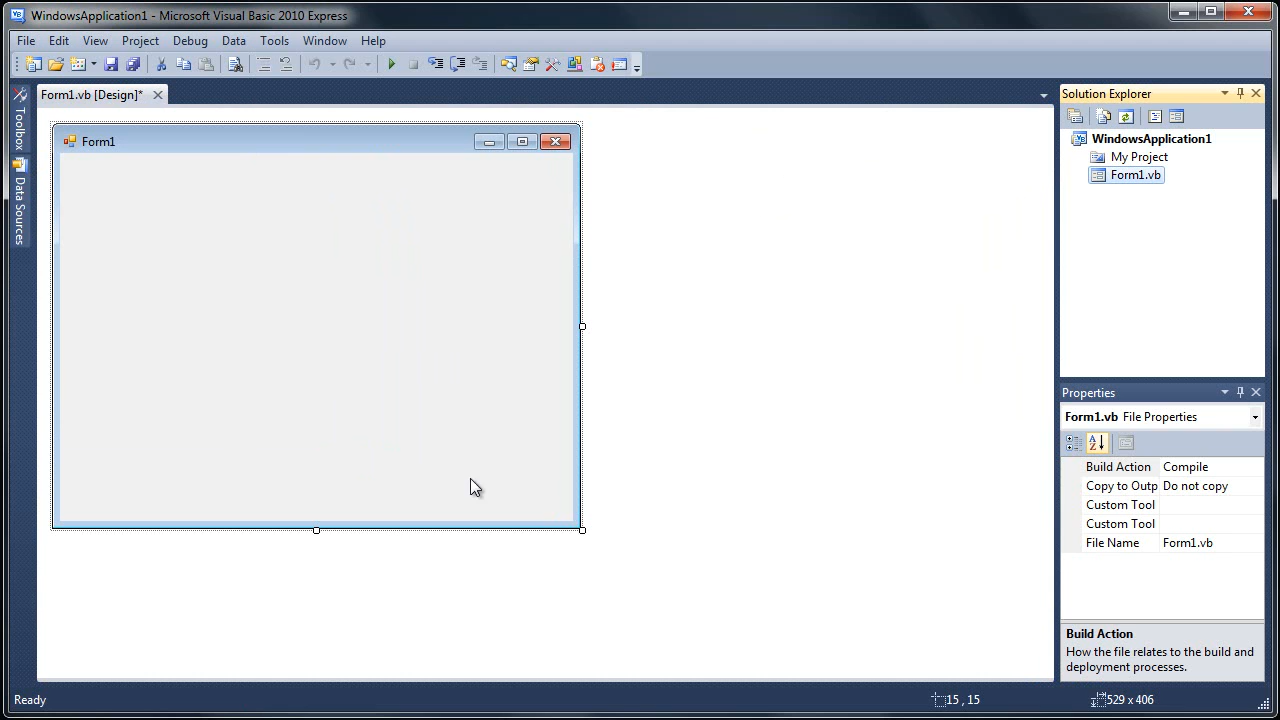 WindowsApplication1 - Microsoft Visual Basic 2010 Express
File Edit View Project Debug Data Tools Window Help
Form1.vb [Design]*
Toolbox
Data Sources
Form1
Solution Explorer
WindowsApplication1
My Project
Form1.vb
Properties
Form1.vb File Properties
Build Action Compile
Copy to Outp Do not copy
Custom Tool
Custom Tool
File Name Form1.vb
Build Action
How the file relates to the build and
deployment processes.
Ready
15 , 15
529 x 406